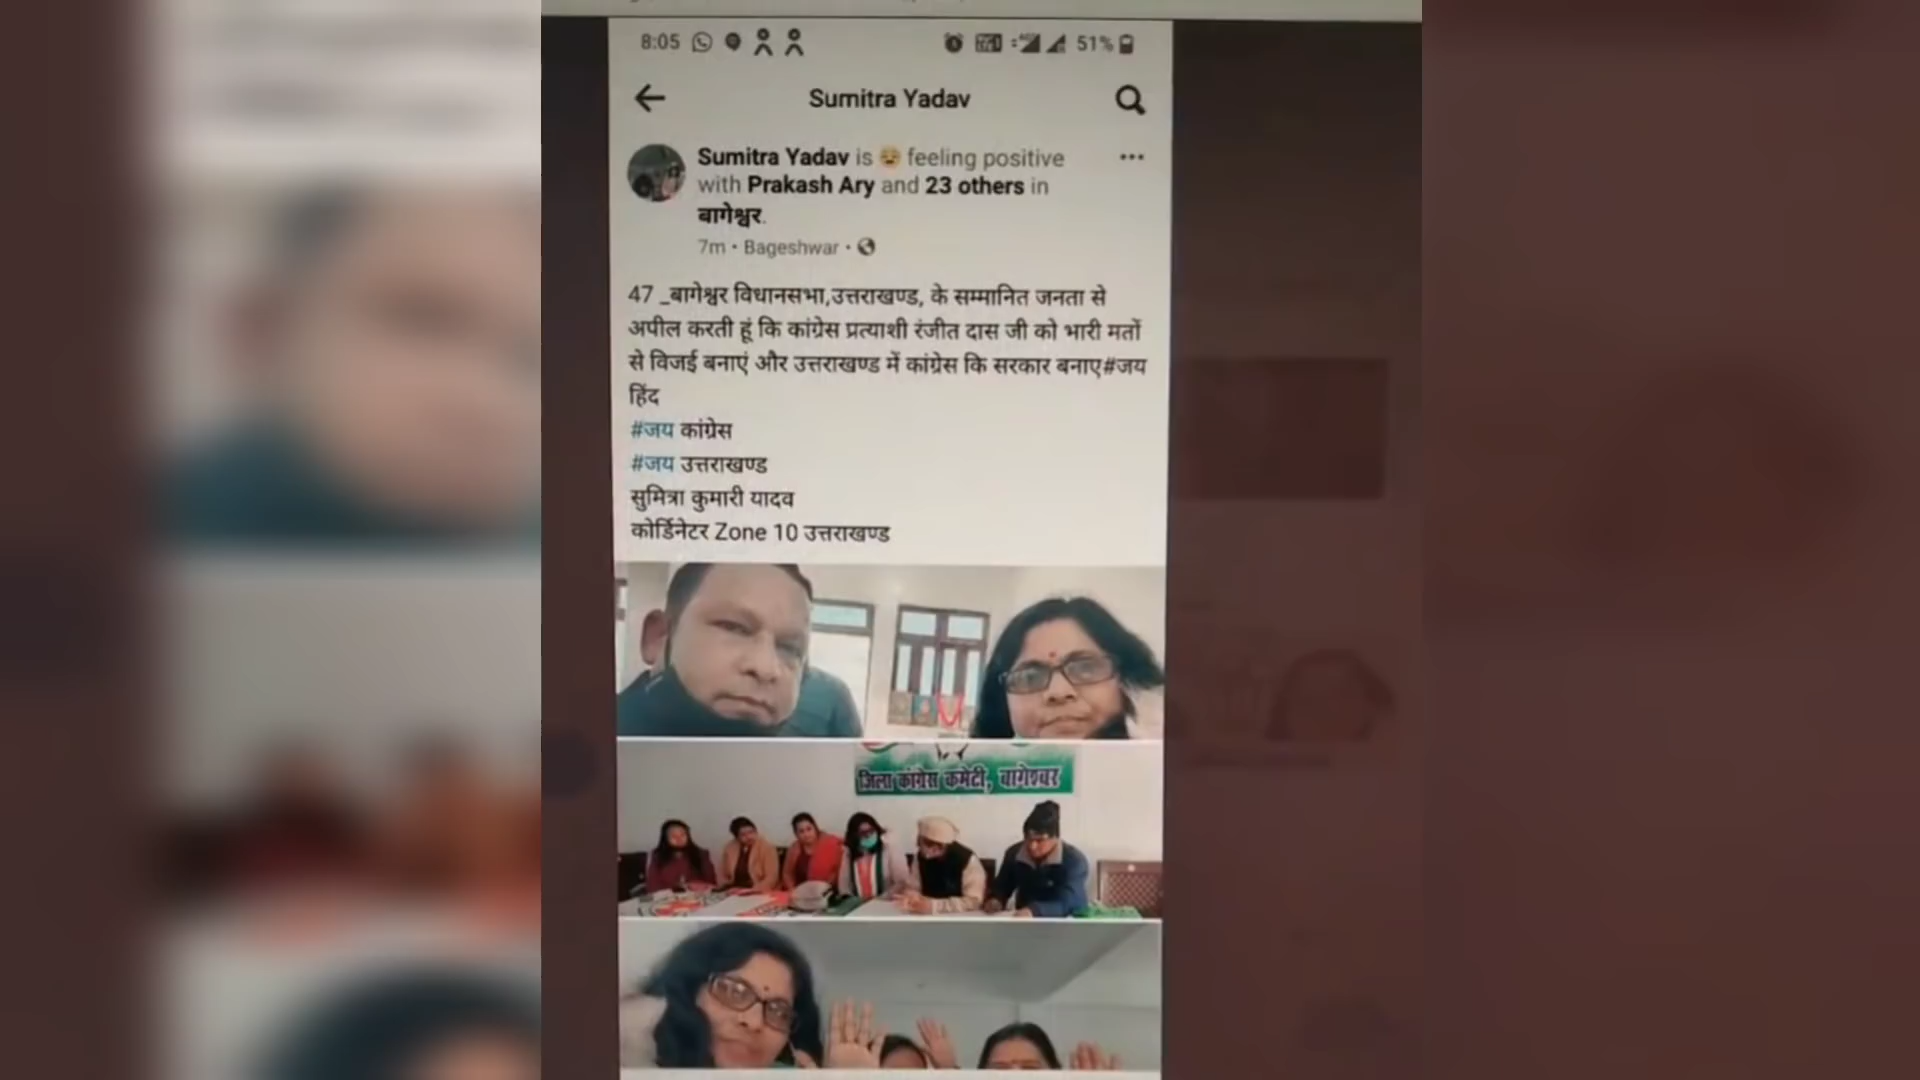 8:05
51%
Sumitra Yadav
Sumitra Yadav is feeling positive
with Prakash Ary and 23 others in
बागेश्वर.
7m · Bageshwar ·
47 _बागेश्वर विधानसभा,उत्तराखण्ड, के सम्मानित जनता से
अपील करती हूं कि कांग्रेस प्रत्याशी रंजीत दास जी को भारी मतों
से विजई बनाएं और उत्तराखण्ड में कांग्रेस कि सरकार बनाए#जय
हिंद
#जय कांग्रेस
#जय उत्तराखण्ड
सुमित्रा कुमारी यादव
कोर्डिनेटर Zone 10 उत्तराखण्ड
जिला कांग्रेस कमेटी, बागेश्वर